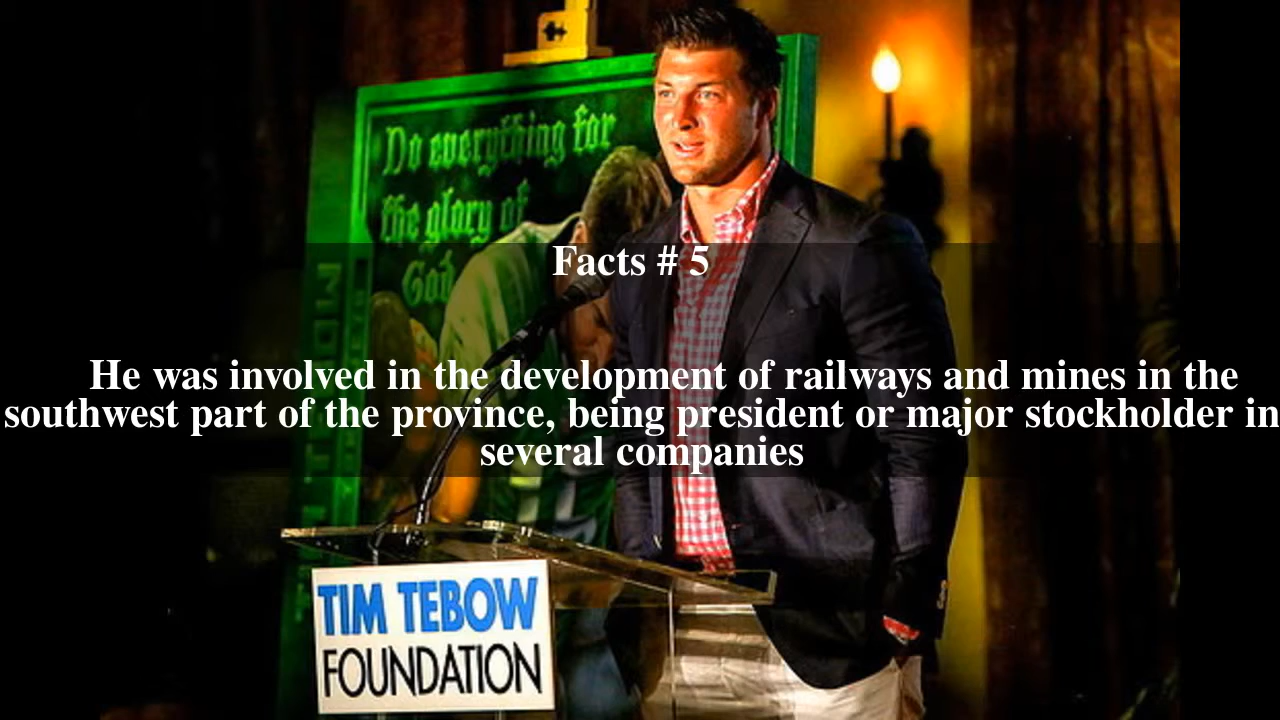 Do everything for
the glory of
God
Facts # 5
He was involved in the development of railways and mines in the
southwest part of the province, being president or major stockholder in
several companies
TIM TEBOW
FOUNDATION